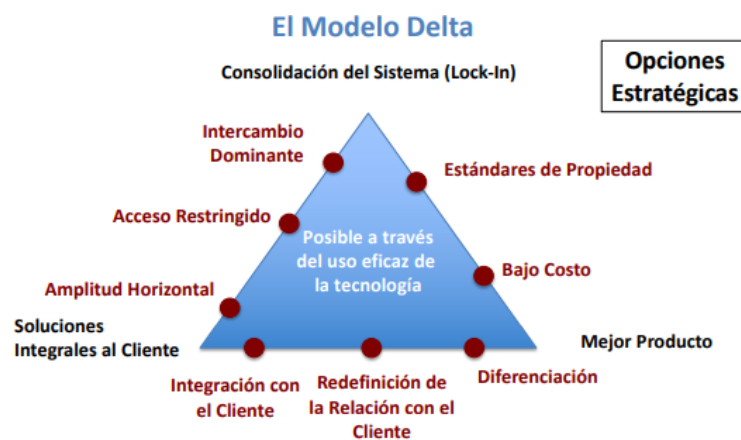 El Modelo Delta
Consolidación del Sistema (Lock-In)
Opciones
Estratégicas
Intercambio
Dominante
Estándares de Propiedad
Acceso Restringido
Posible a través
del uso eficaz de
la tecnología
Bajo Costo
Amplitud Horizontal
Soluciones
Integrales al Cliente
Mejor Producto
Integración con
el Cliente
Redefinición de
la Relación con el
Cliente
Diferenciación